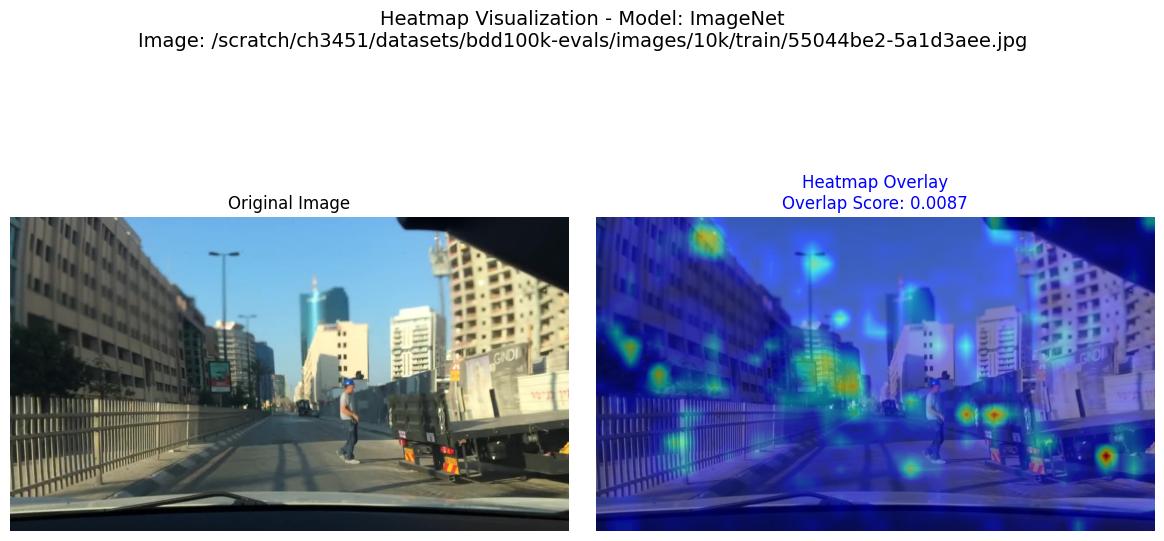 Heatmap Visualization - Model: ImageNet
Image: /scratch/ch3451/datasets/bdd100k-evals/images/10k/train/55044be2-5a1d3aee.jpg
Original Image
Heatmap Overlay
Overlap Score: 0.0087